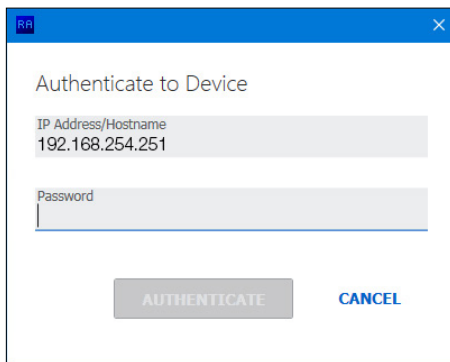 RA
Authenticate to Device
IP Address/Hostname
192.168.254.251
Password
AUTHENTICATE CANCEL